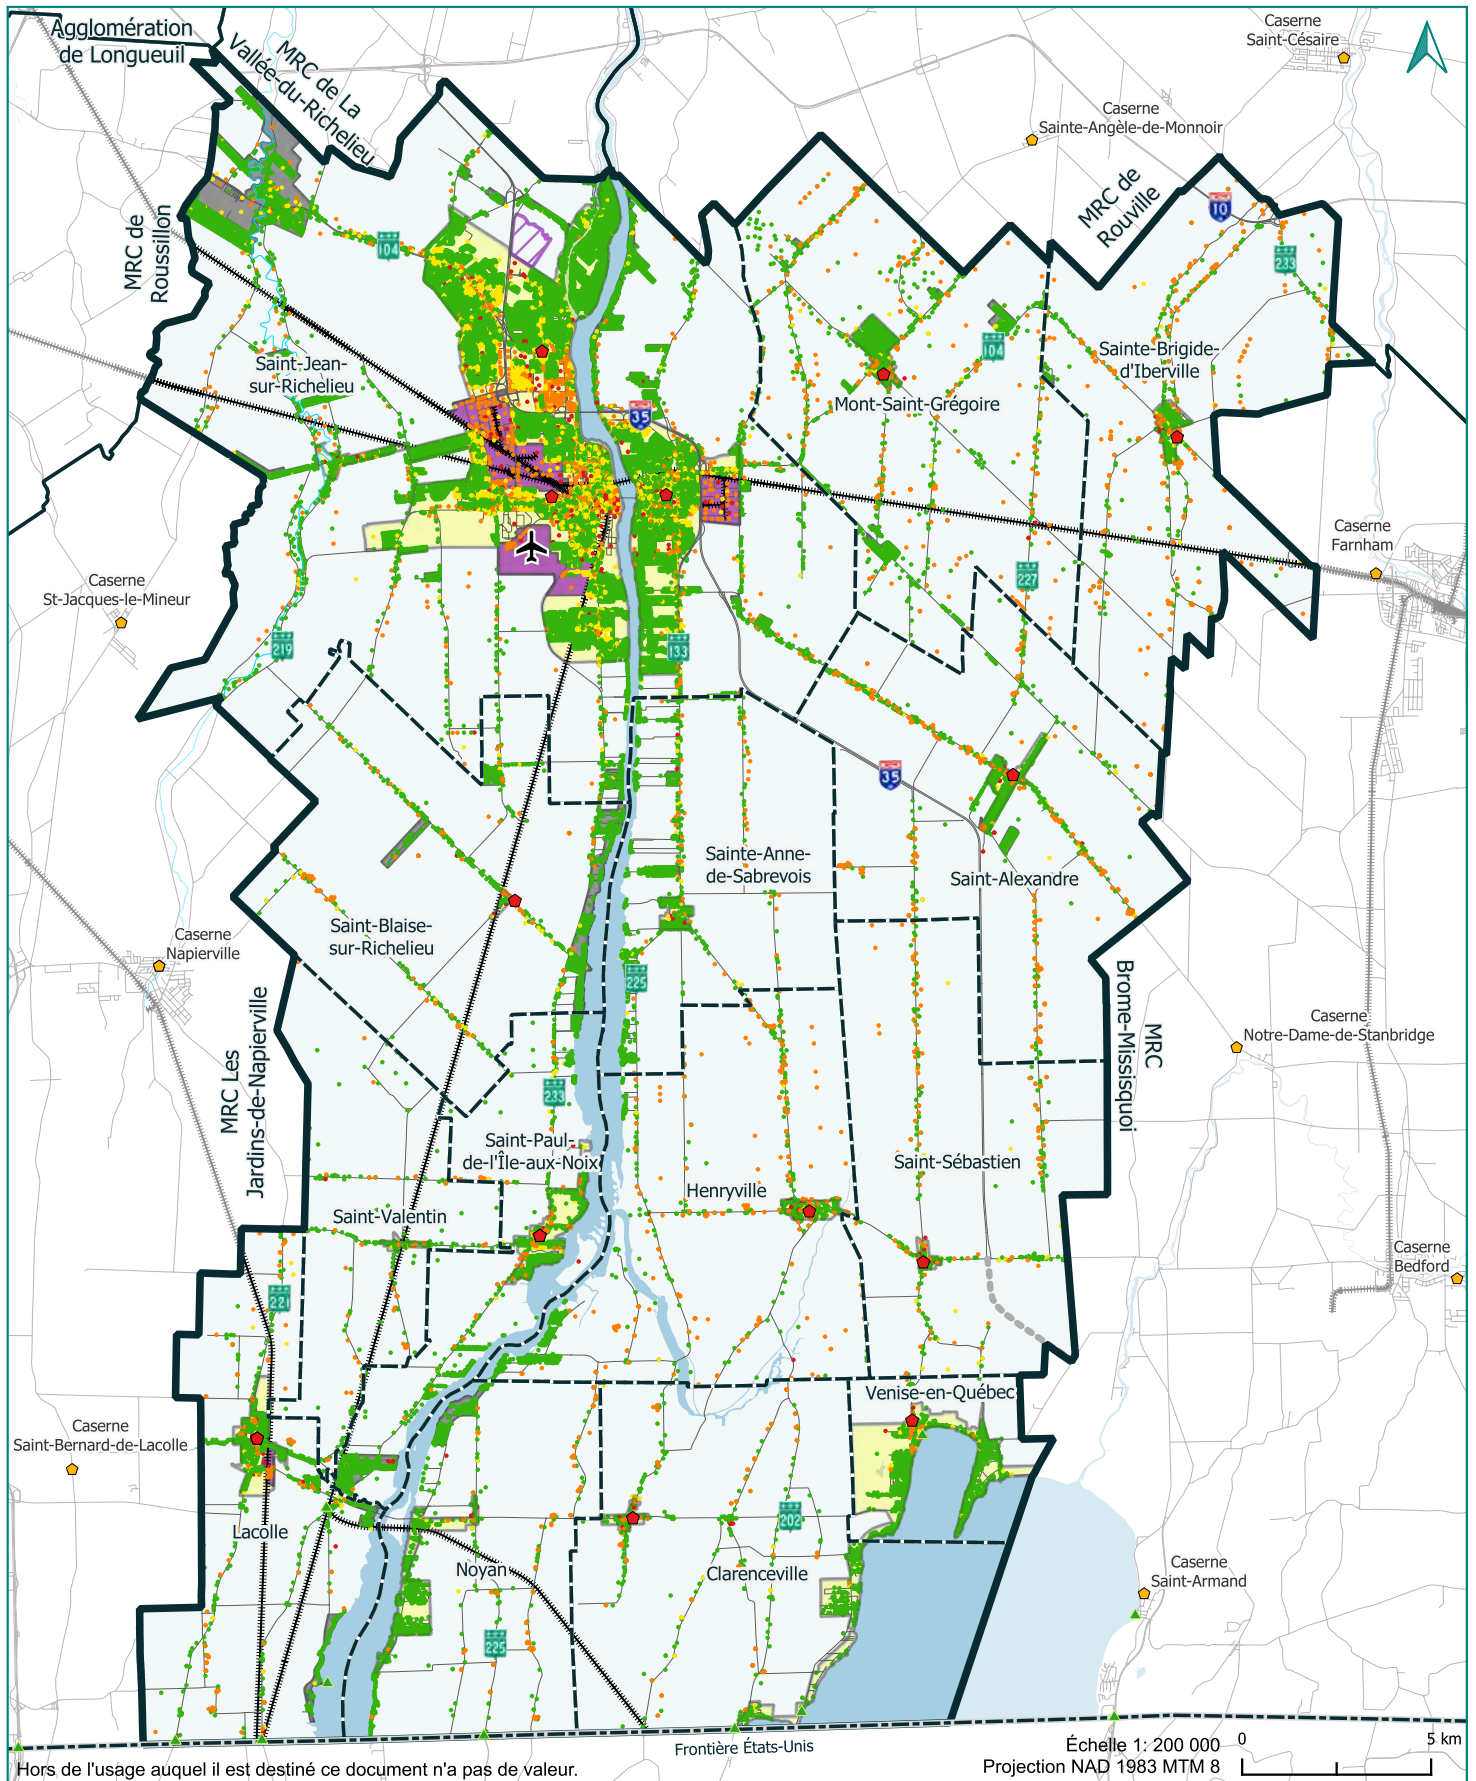 Agglomération
de Longueuil
MRC de La
Vallée-du-Richelieu
Caserne
Saint-Césaire
Caserne
Sainte-Angèle-de-Monnoir
MRC de
Rouville
10
233
MRC de
Roussillon
104
104
Saint-Jean-
sur-Richelieu
Sainte-Brigide-
d'Iberville
Mont-Saint-Grégoire
35
Caserne
Farnham
Caserne
St-Jacques-le-Mineur
227
219
133
35
Sainte-Anne-
de-Sabrevois
Saint-Alexandre
Saint-Blaise-
sur-Richelieu
Caserne
Napierville
225
MRC
Brome-Missisquoi
Caserne
Notre-Dame-de-Stanbridge
MRC Les
Jardins-de-Napierville
233
Saint-Paul-
de-l'Île-aux-Noix
Saint-Sébastien
Henryville
Saint-Valentin
Caserne
Bedford
221
Venise-en-Québec
Caserne
Saint-Bernard-de-Lacolle
202
Lacolle
Noyan
Clarenceville
Caserne
Saint-Armand
225
Frontière États-Unis
Échelle 1: 200 000
Projection NAD 1983 MTM 8
0
5 km
Hors de l'usage auquel il est destiné ce document n'a pas de valeur.